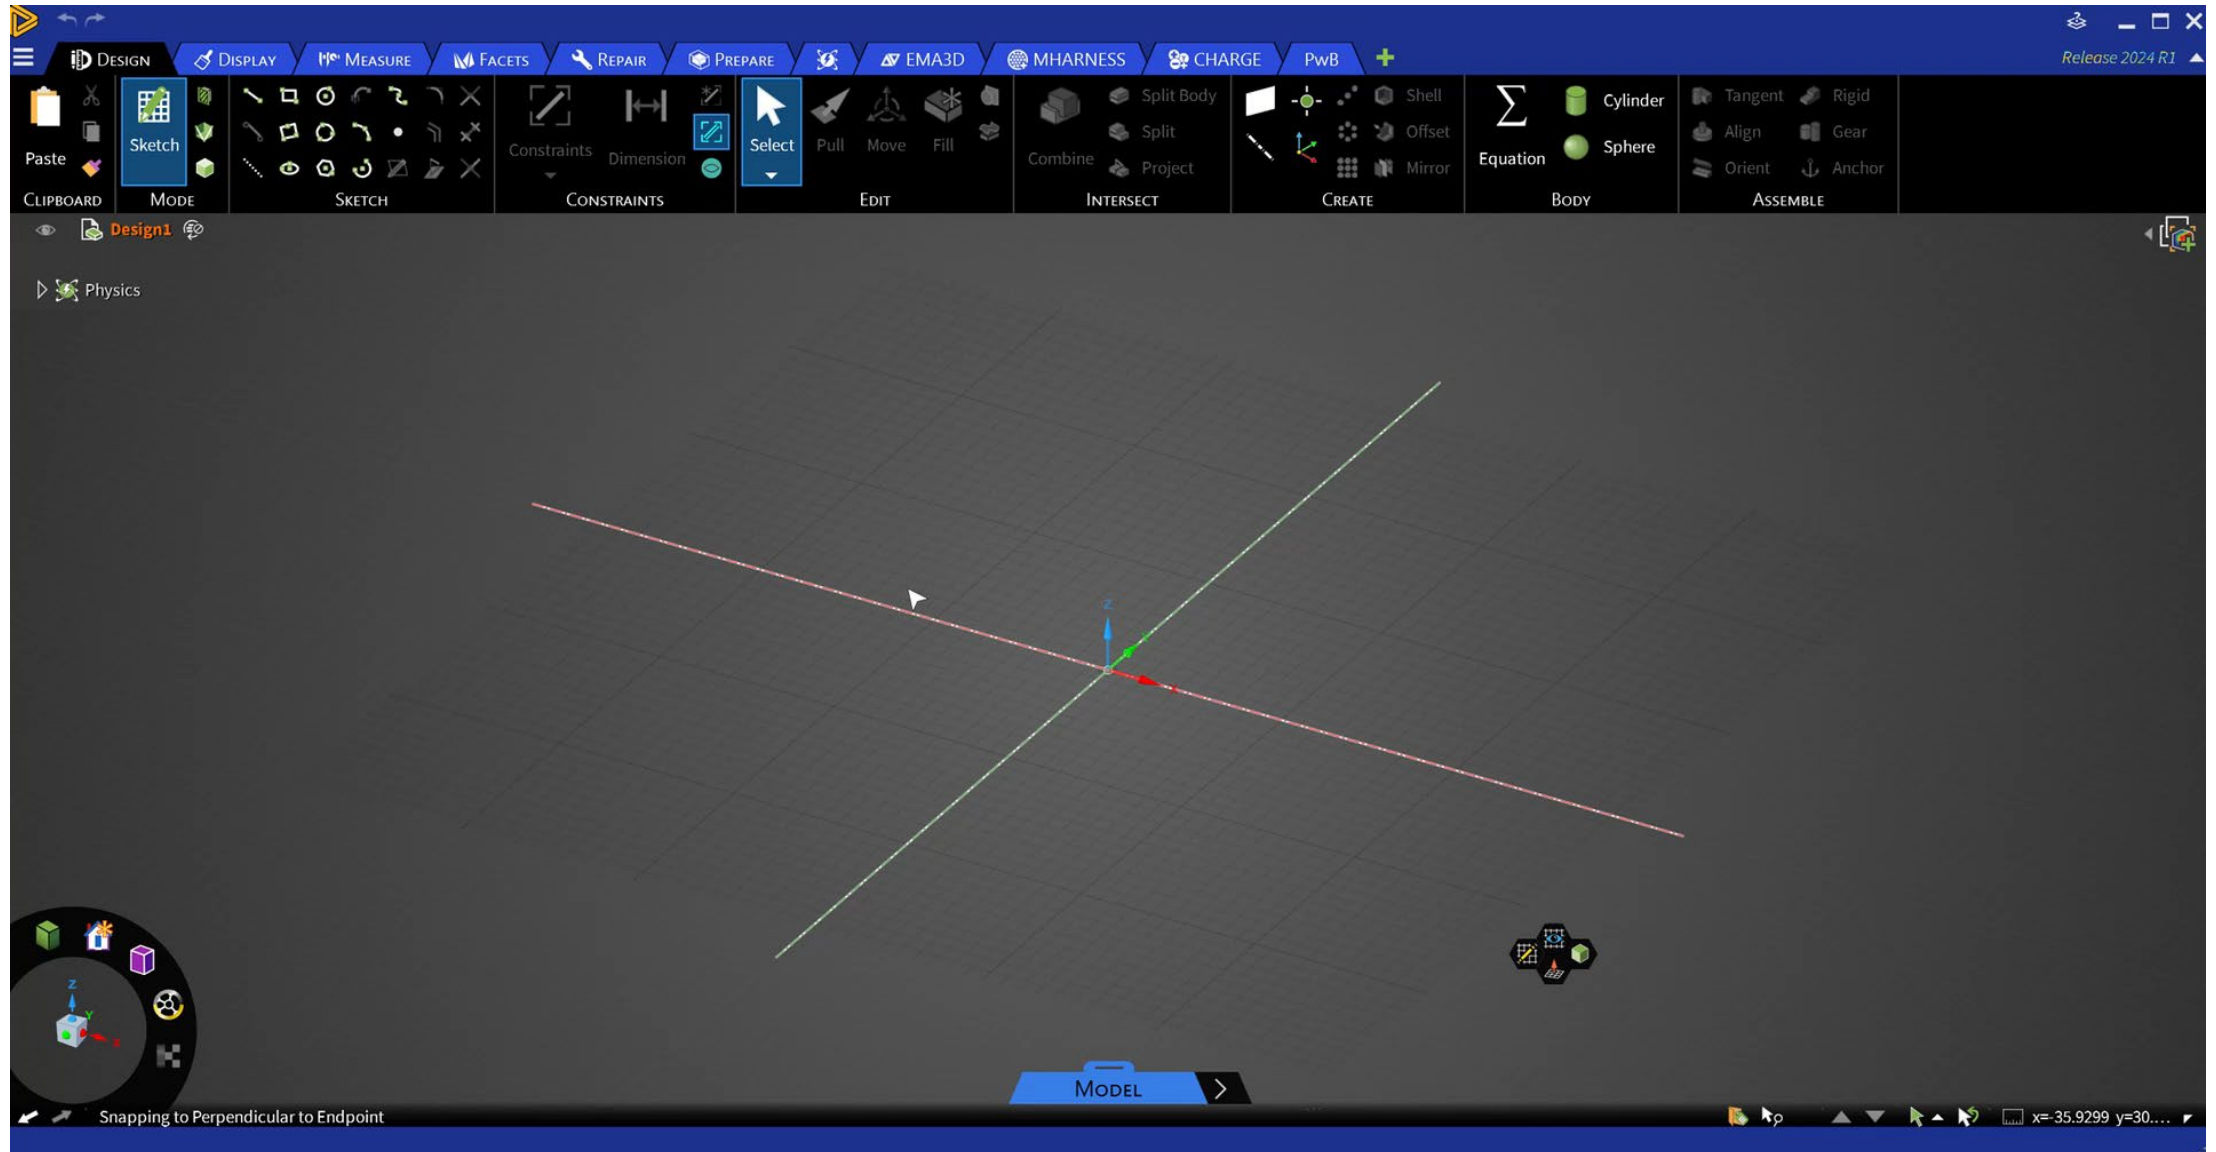 DESIGN DISPLAY MEASURE FACETS REPAIR PREPARE EMA3D MHARNESS CHARGE PWB Release 2024 R1
Split Body Shell Cylinder Tangent Rigid
Sketch Select Pull Move Fill Split Offset Align Gear
Paste Constraints Dimension Combine Project Mirror Equation Sphere Orient Anchor
CLIPBOARD MODE SKETCH CONSTRAINTS EDIT INTERSECT CREATE BODY ASSEMBLE
Design1
Physics
Z
X
Z
Y
X
MODEL
Snapping to Perpendicular to Endpoint x=-35.9299 y=30....